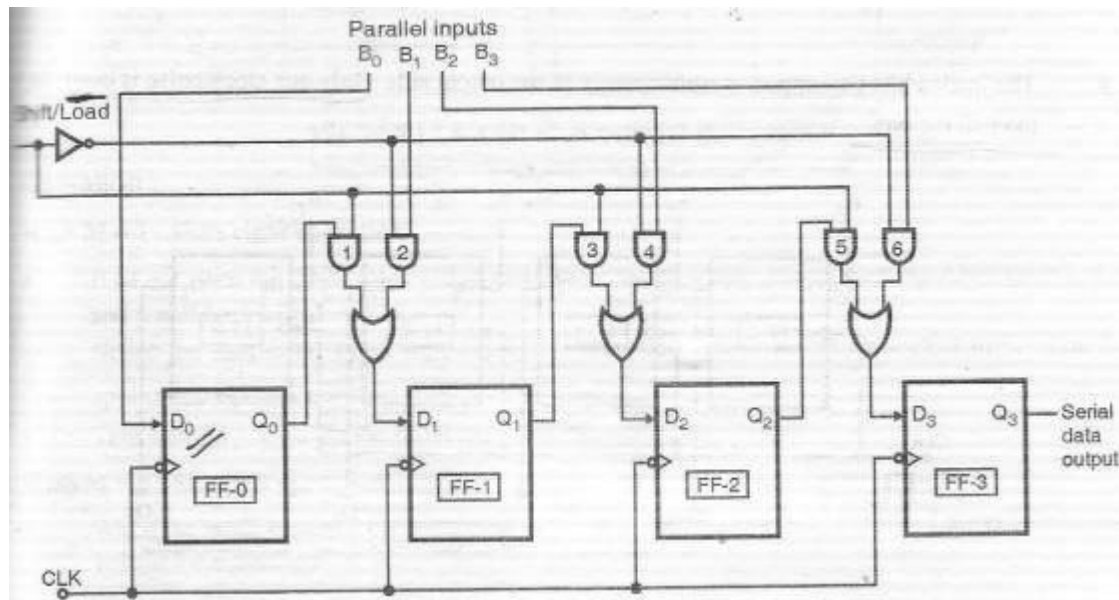 Parallel inputs
B₀ B₁ B₂ B₃
Shift/Load
1 2 3 4 5 6
D₀ Q₀ D₁ Q₁ D₂ Q₂ D₃ Q₃ Serial
data
output
FF-0 FF-1 FF-2 FF-3
CLK